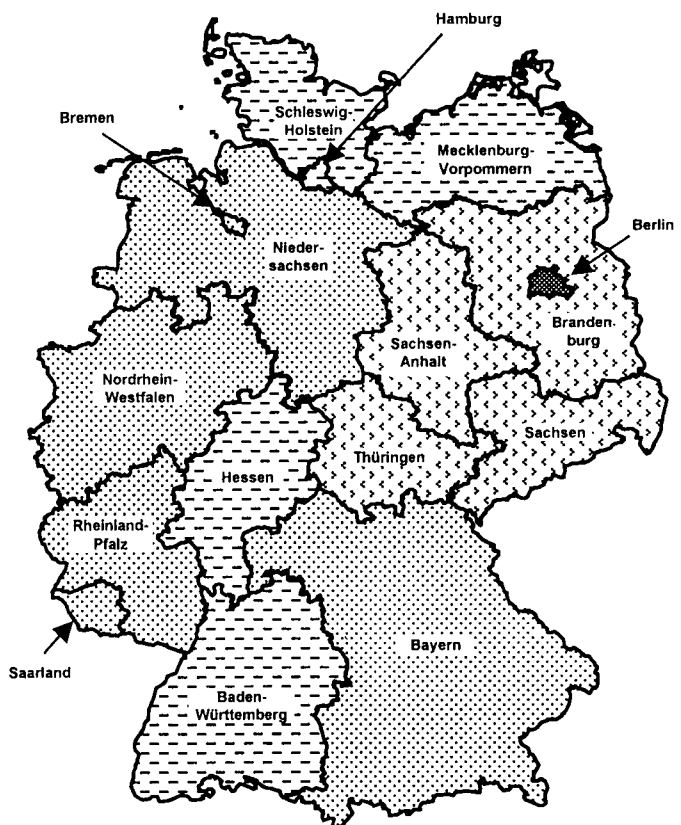 Hamburg
Bremen
Schleswig-
Holstein
Mecklenburg-
Vorpommern
Berlin
Nieder-
sachsen
Branden-
burg
Sachsen-
Anhalt
Nordrhein-
Westfalen
Sachsen
Thüringen
Hessen
Rheinland-
Pfalz
Bayern
Saarland
Baden-
Württemberg